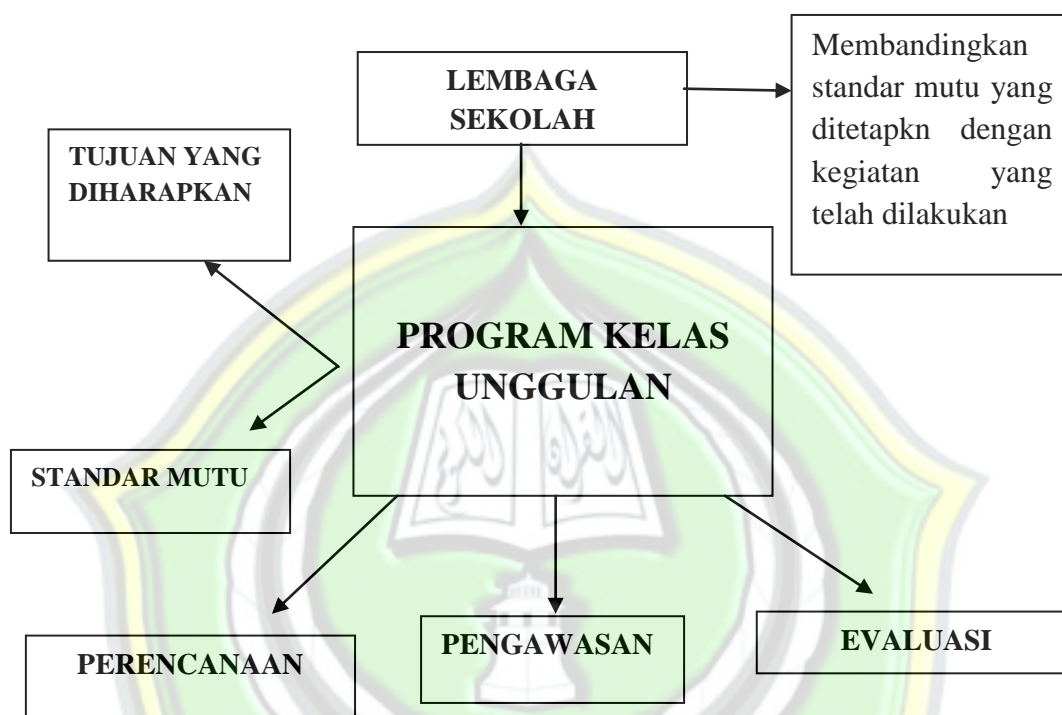 LEMBAGA
SEKOLAH
Membandingkan
standar mutu yang
ditetapkn dengan
kegiatan yang
telah dilakukan
TUJUAN YANG
DIHARAPKAN
PROGRAM KELAS
UNGGULAN
STANDAR MUTU
PERENCANAAN
PENGAWASAN
EVALUASI